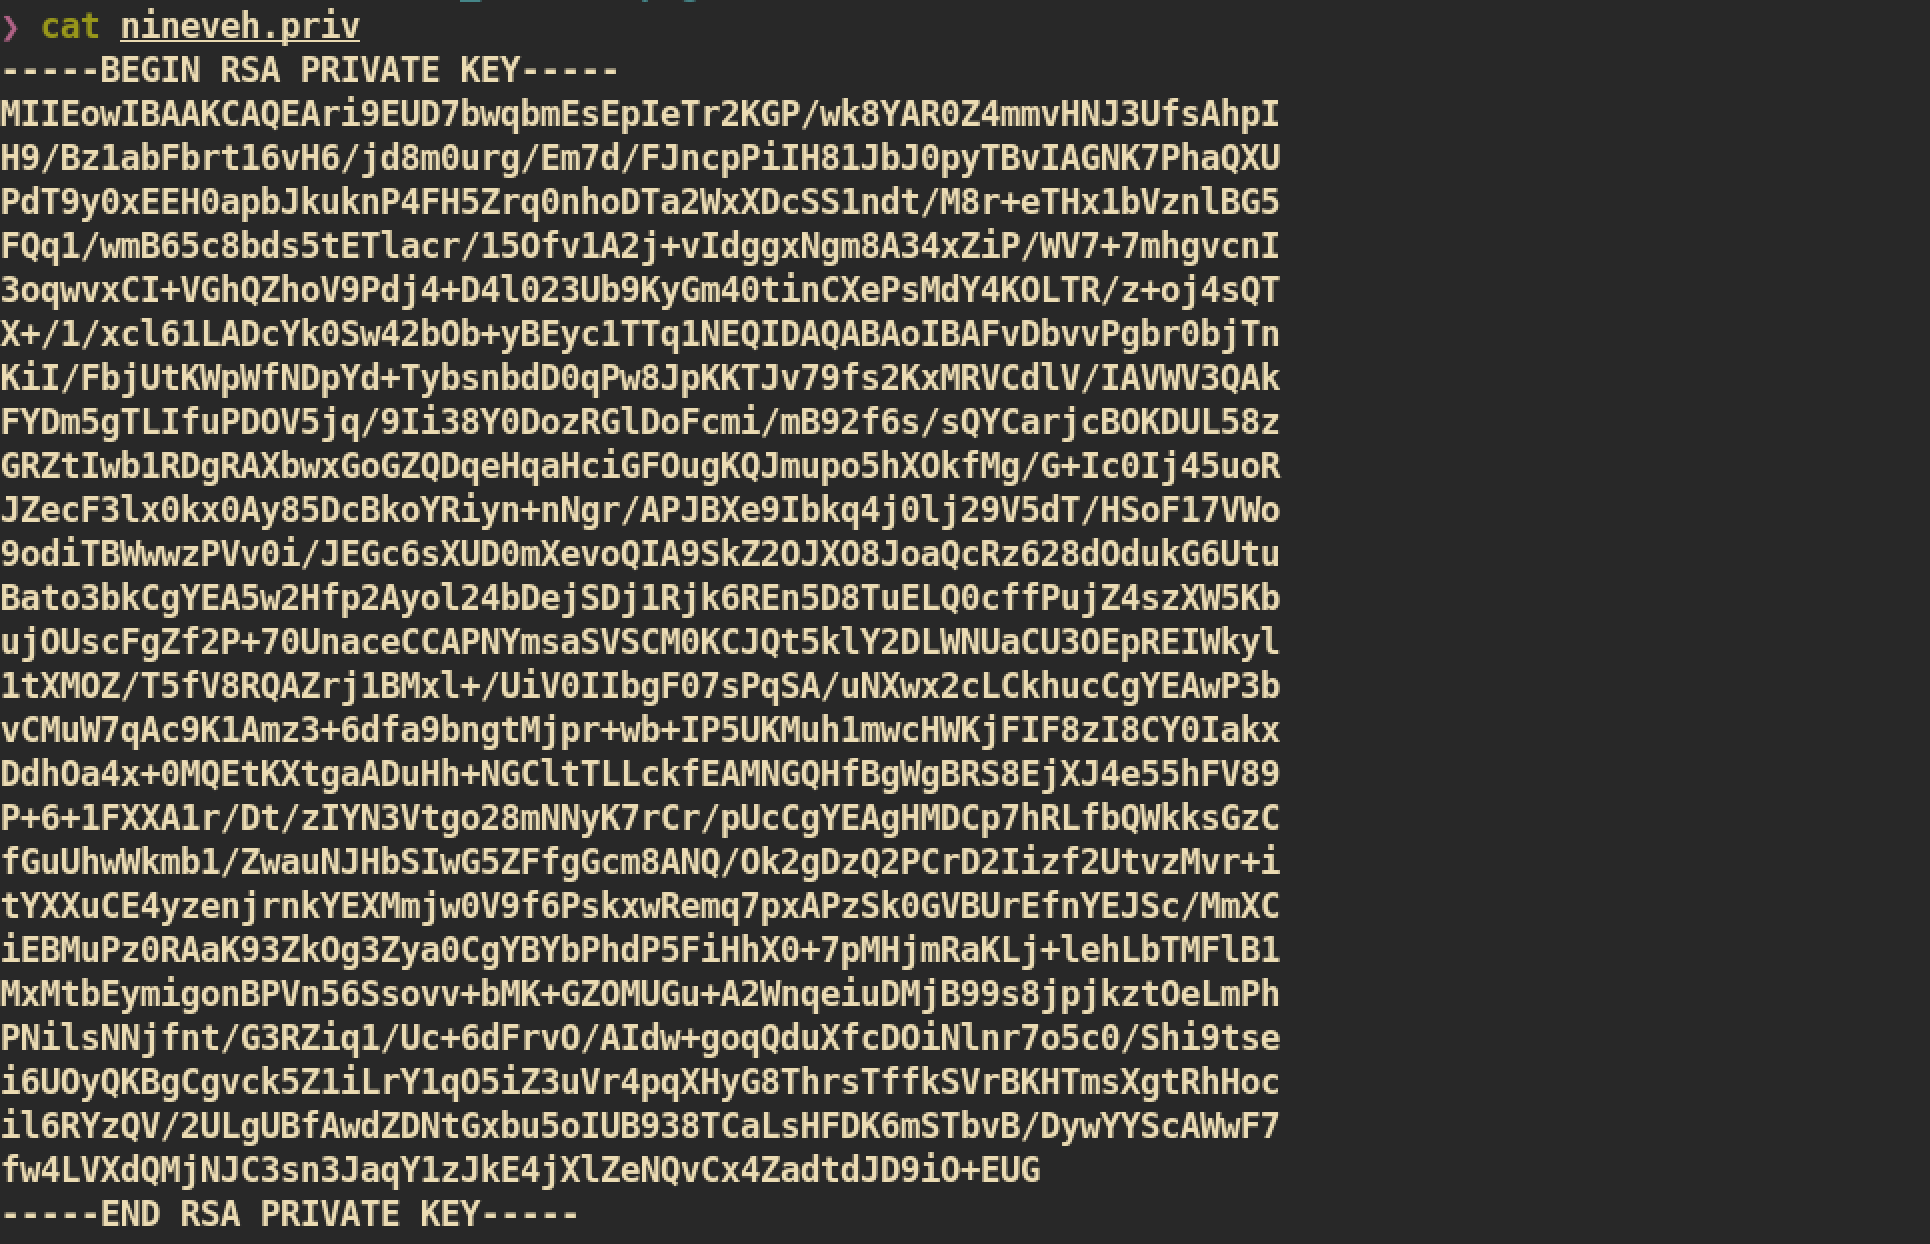 ❯ cat nineveh.priv
-----BEGIN RSA PRIVATE KEY-----
MIIEowIBAAKCAQEAri9EUD7bwqbmEsEpIeTr2KGP/wk8YAR0Z4mmvHNJ3UfsAhpI
H9/Bz1abFbrt16vH6/jd8m0urg/Em7d/FJncpPiIH81JbJ0pyTBvIAGNK7PhaQXU
PdT9y0xEEH0apbJkuknP4FH5Zrq0nhoDTa2WxXDcSS1ndt/M8r+eTHx1bVznlBG5
FQq1/wmB65c8bds5tETlacr/15Ofv1A2j+vIdggxNgm8A34xZiP/WV7+7mhgvcnI
3oqwvxCI+VGhQZhoV9Pdj4+D4l023Ub9KyGm40tinCXePsMdY4KOLTR/z+oj4sQT
X+/1/xcl61LADcYk0Sw42bOb+yBEyc1TTq1NEQIDAQABAoIBAFvDbvvPgbr0bjTn
KiI/FbjUtKWpWfNDpYd+TybsnbdD0qPw8JpKKTJv79fs2KxMRVCdlV/IAVWV3QAk
FYDm5gTLIfuPDOV5jq/9Ii38Y0DozRGlDoFcmi/mB92f6s/sQYCarjcBOKDUL58z
GRZtIwb1RDgRAXbwxGoGZQDqeHqaHciGFOugKQJmupo5hXOkfMg/G+Ic0Ij45uoR
JZecF3lx0kx0Ay85DcBkoYRiyn+nNgr/APJBXe9Ibkq4j0lj29V5dT/HSoF17VWo
9odiTBWwwzPVv0i/JEGc6sXUD0mXevoQIA9SkZ2OJXO8JoaQcRz628dOdukG6Utu
Bato3bkCgYEA5w2Hfp2Ayol24bDejSDj1Rjk6REn5D8TuELQ0cffPujZ4szXW5Kb
ujOUscFgZf2P+70UnaceCCAPNYmsaSVSCM0KCJQt5klY2DLWNUaCU3OEpREIWkyl
1tXMOZ/T5fV8RQAZrj1BMxl+/UiV0IIbgF07sPqSA/uNXwx2cLCkhucCgYEAwP3b
vCMuW7qAc9K1Amz3+6dfa9bngtMjpr+wb+IP5UKMuh1mwcHWKjFIF8zI8CY0Iakx
DdhOa4x+0MQEtKXtgaADuHh+NGCltTLLckfEAMNGQHfBgWgBRS8EjXJ4e55hFV89
P+6+1FXXA1r/Dt/zIYN3Vtgo28mNNyK7rCr/pUcCgYEAgHMDCp7hRLfbQWkksGzC
fGuUhwWkmb1/ZwauNJHbSIwG5ZFfgGcm8ANQ/Ok2gDzQ2PCrD2Iizf2UtvzMvr+i
tYXXuCE4yzenjrnkYEXMmjw0V9f6PskxwRemq7pxAPzSk0GVBUrEfnYEJSc/MmXC
iEBMuPz0RAaK93ZkOg3Zya0CgYBYbPhdP5FiHhX0+7pMHjmRaKLj+lehLbTMFlB1
MxMtbEymigonBPVn56Ssovv+bMK+GZOMUGu+A2WnqeiuDMjB99s8jpjkztOeLmPh
PNilsNNjfnt/G3RZiq1/Uc+6dFrvO/AIdw+goqQduXfcDOiNlnr7o5c0/Shi9tse
i6UOyQKBgCgvck5Z1iLrY1qO5iZ3uVr4pqXHyG8ThrsTffkSVrBKHTmsXgtRhHoc
il6RYzQV/2ULgUBfAwdZDNtGxbu5oIUB938TCaLsHFDK6mSTbvB/DywYYScAWwF7
fw4LVXdQMjNJC3sn3JaqY1zJkE4jXlZeNQvCx4ZadtdJD9iO+EUG
-----END RSA PRIVATE KEY-----